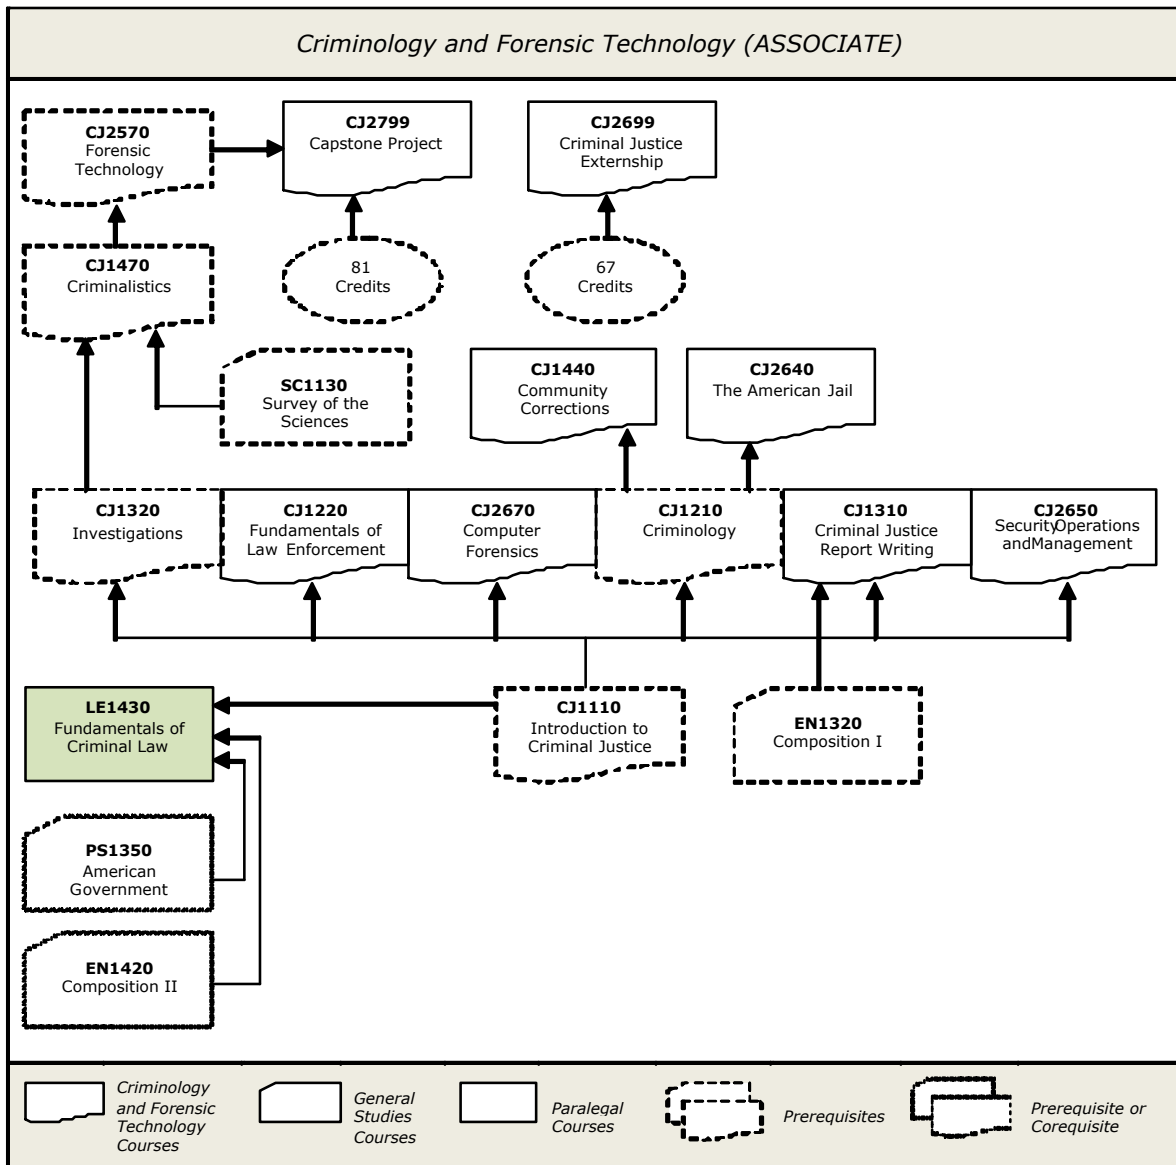 Criminology and Forensic Technology (ASSOCIATE)
CJ2570
Forensic
Technology
CJ2799
Capstone Project
CJ2699
Criminal Justice
Externship
CJ1470
Criminalistics
81
Credits
67
Credits
SC1130
Survey of the
Sciences
CJ1440
Community
Corrections
CJ2640
The American Jail
CJ1320
Investigations
CJ1220
Fundamentals of
Law Enforcement
CJ2670
Computer
Forensics
CJ1210
Criminology
CJ1310
Criminal Justice
Report Writing
CJ2650
SecurityOperations
andManagement
LE1430
Fundamentals of
Criminal Law
CJ1110
Introduction to
Criminal Justice
EN1320
Composition I
PS1350
American
Government
EN1420
Composition II
Criminology
and Forensic
Technology
Courses
General
Studies
Courses
Paralegal
Courses
Prerequisites
Prerequisite or
Corequisite